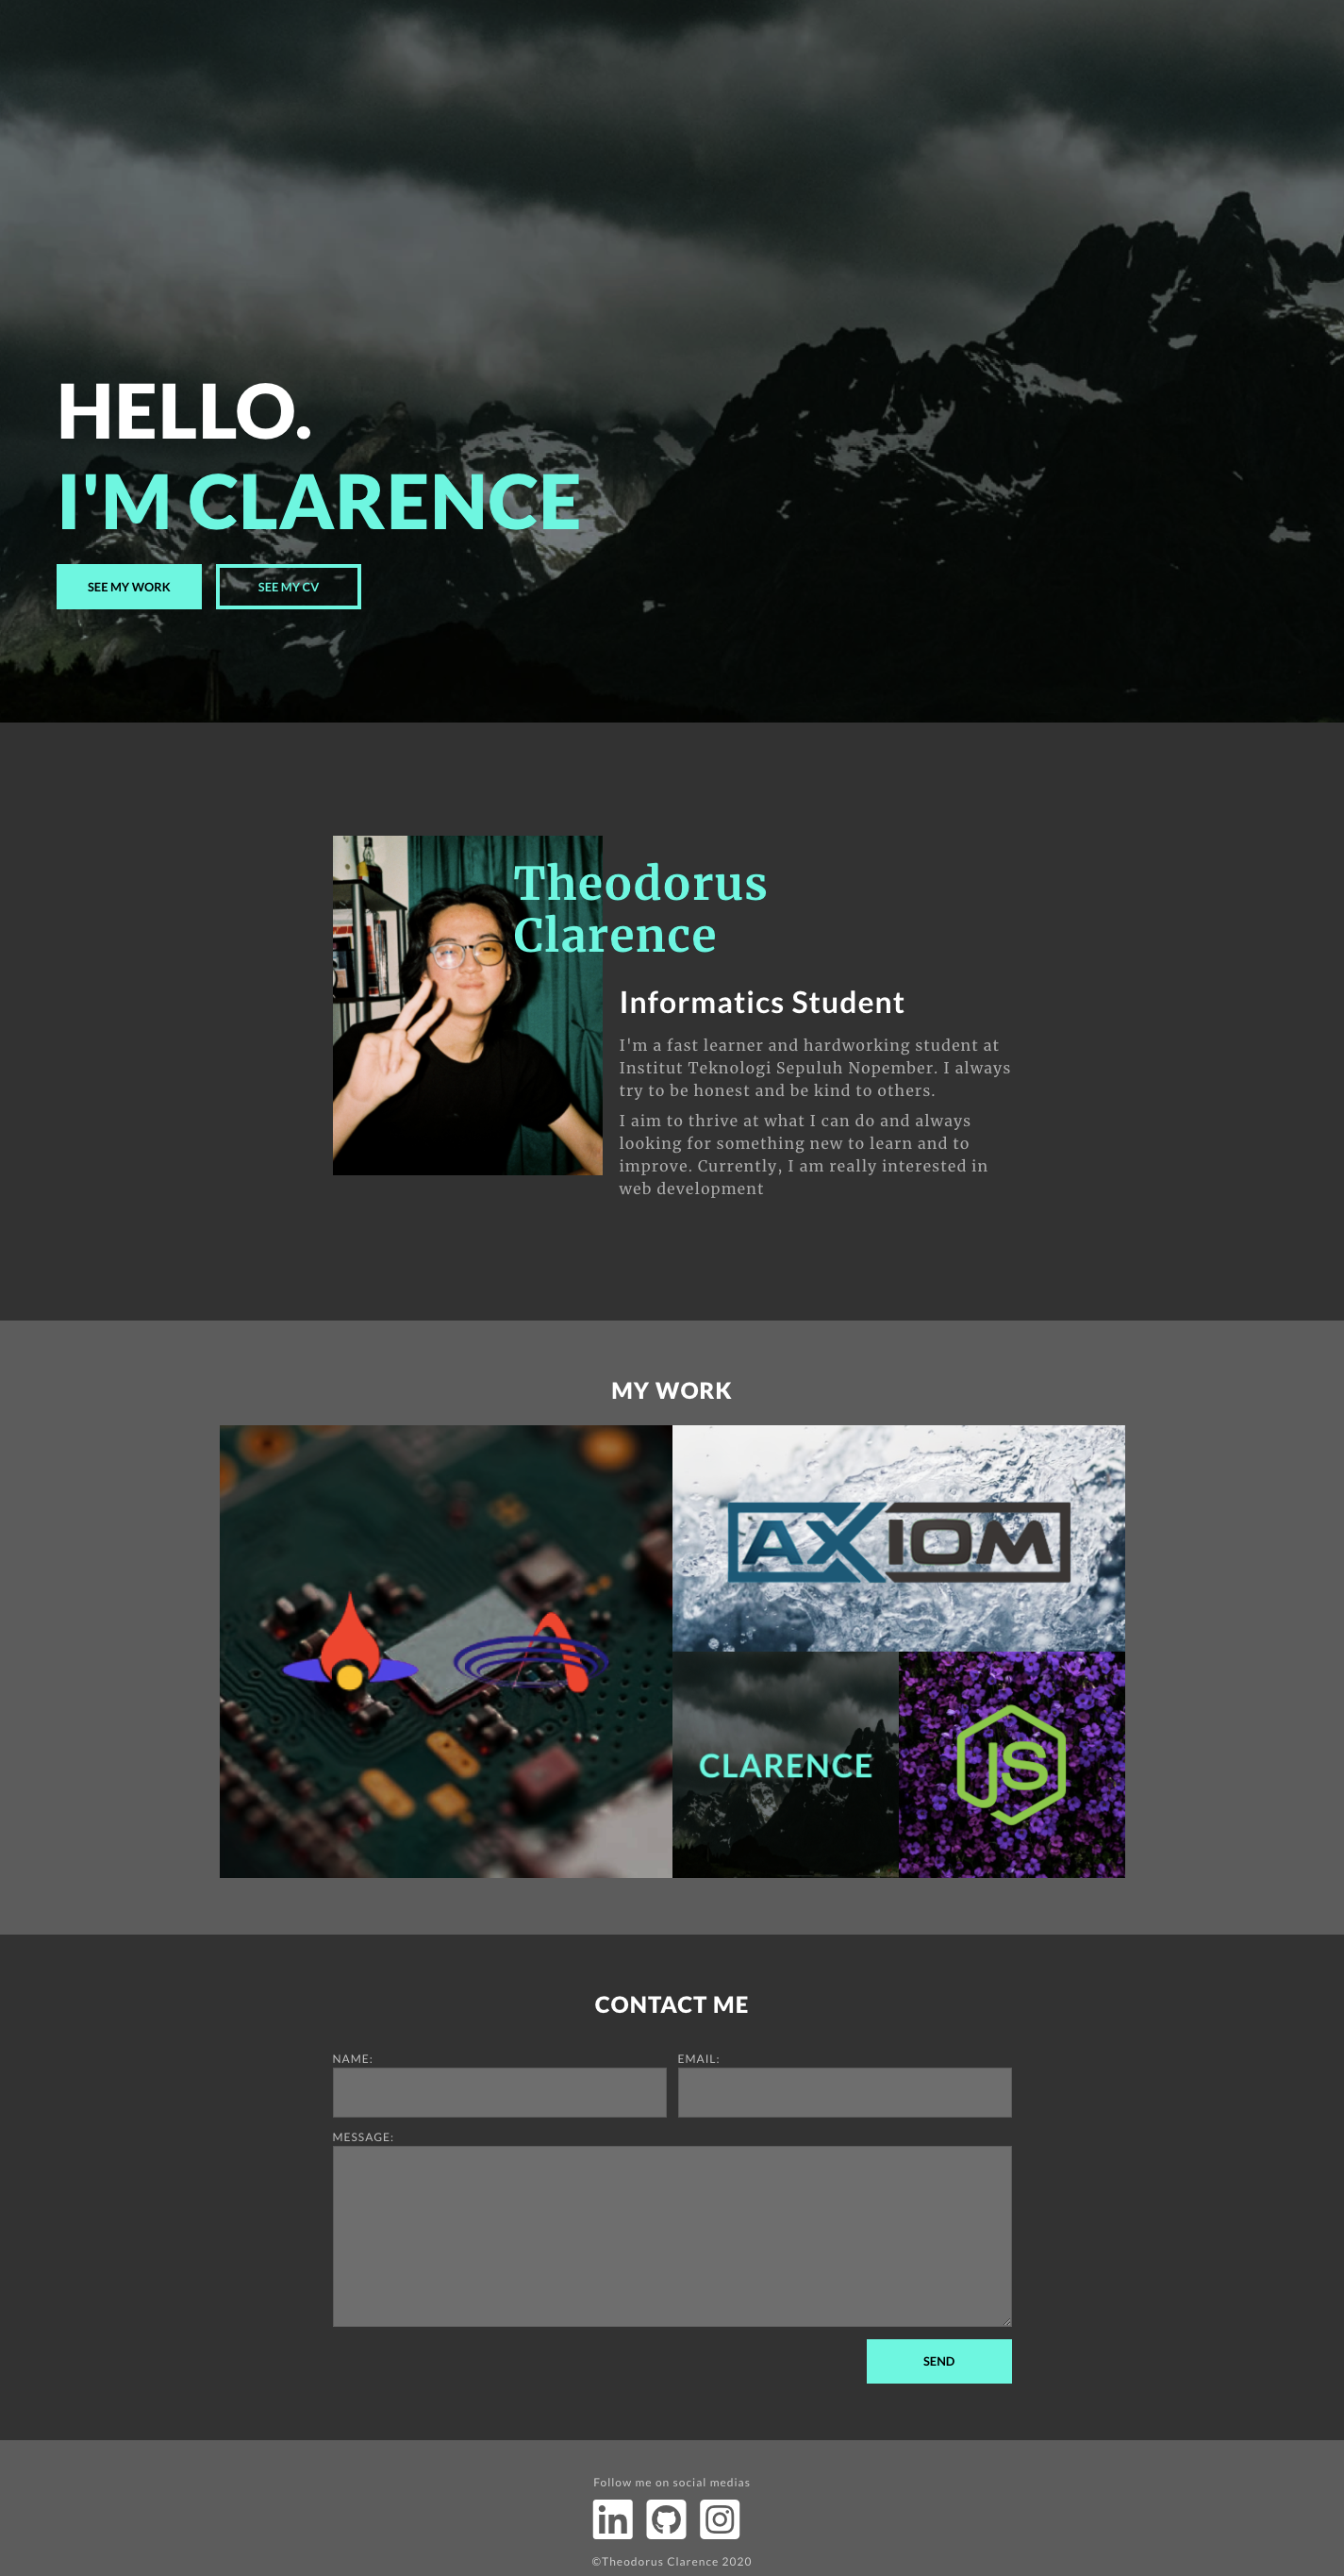 HELLO.
I'M CLARENCE
SEE MY WORK
SEE MY CV
Theodorus
Clarence
Informatics Student
I'm a fast learner and hardworking student at
Institut Teknologi Sepuluh Nopember. I always
try to be honest and be kind to others.
I aim to thrive at what I can do and always
looking for something new to learn and to
improve. Currently, I am really interested in
web development
MY WORK
AXIOM
CLARENCE
JS
CONTACT ME
NAME:
EMAIL:
MESSAGE:
SEND
Follow me on social medias
in
©Theodorus Clarence 2020